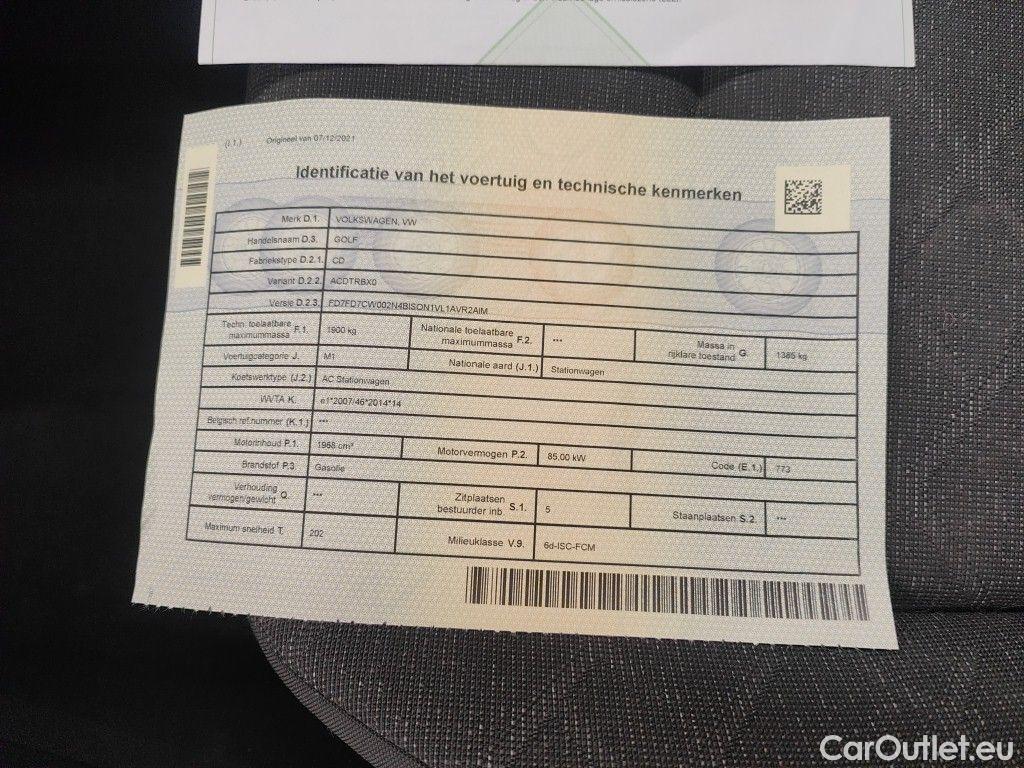 (I.1.) Origineel van 07/12/2021
Identificatie van het voertuig en technische kenmerken
Merk D.1. VOLKSWAGEN, VW
Handelsnaam D.3. GOLF
Fabriekstype D.2.1. CD
Variant D.2.2. ACDTRBX0
Versie D.2.3. FD7FD7CW002N4BISON1VL1AVR2AIM
Techn. toelaatbare maximummassa F.1. 1900 kg Nationale toelaatbare maximummassa F.2. --- Massa in rijklare toestand G. 1385 kg
Voertuigcategorie J. M1 Nationale aard (J.1.) Stationwagen
Koetswerktype (J.2.) AC Stationwagen
WVTA K. e1*2007/46*2014*14
Belgisch ref.nummer (K.1.) ---
Motorinhoud P.1. 1968 cm³ Motorvermogen P.2. 85,00 kW Code (E.1.) 773
Brandstof P.3. Gasolie
Verhouding vermogen/gewicht Q. --- Zitplaatsen bestuurder inb. S.1. 5 Staanplaatsen S.2. ---
Maximum snelheid T. 202 Milieuklasse V.9. 6d-ISC-FCM
CarOutlet.eu